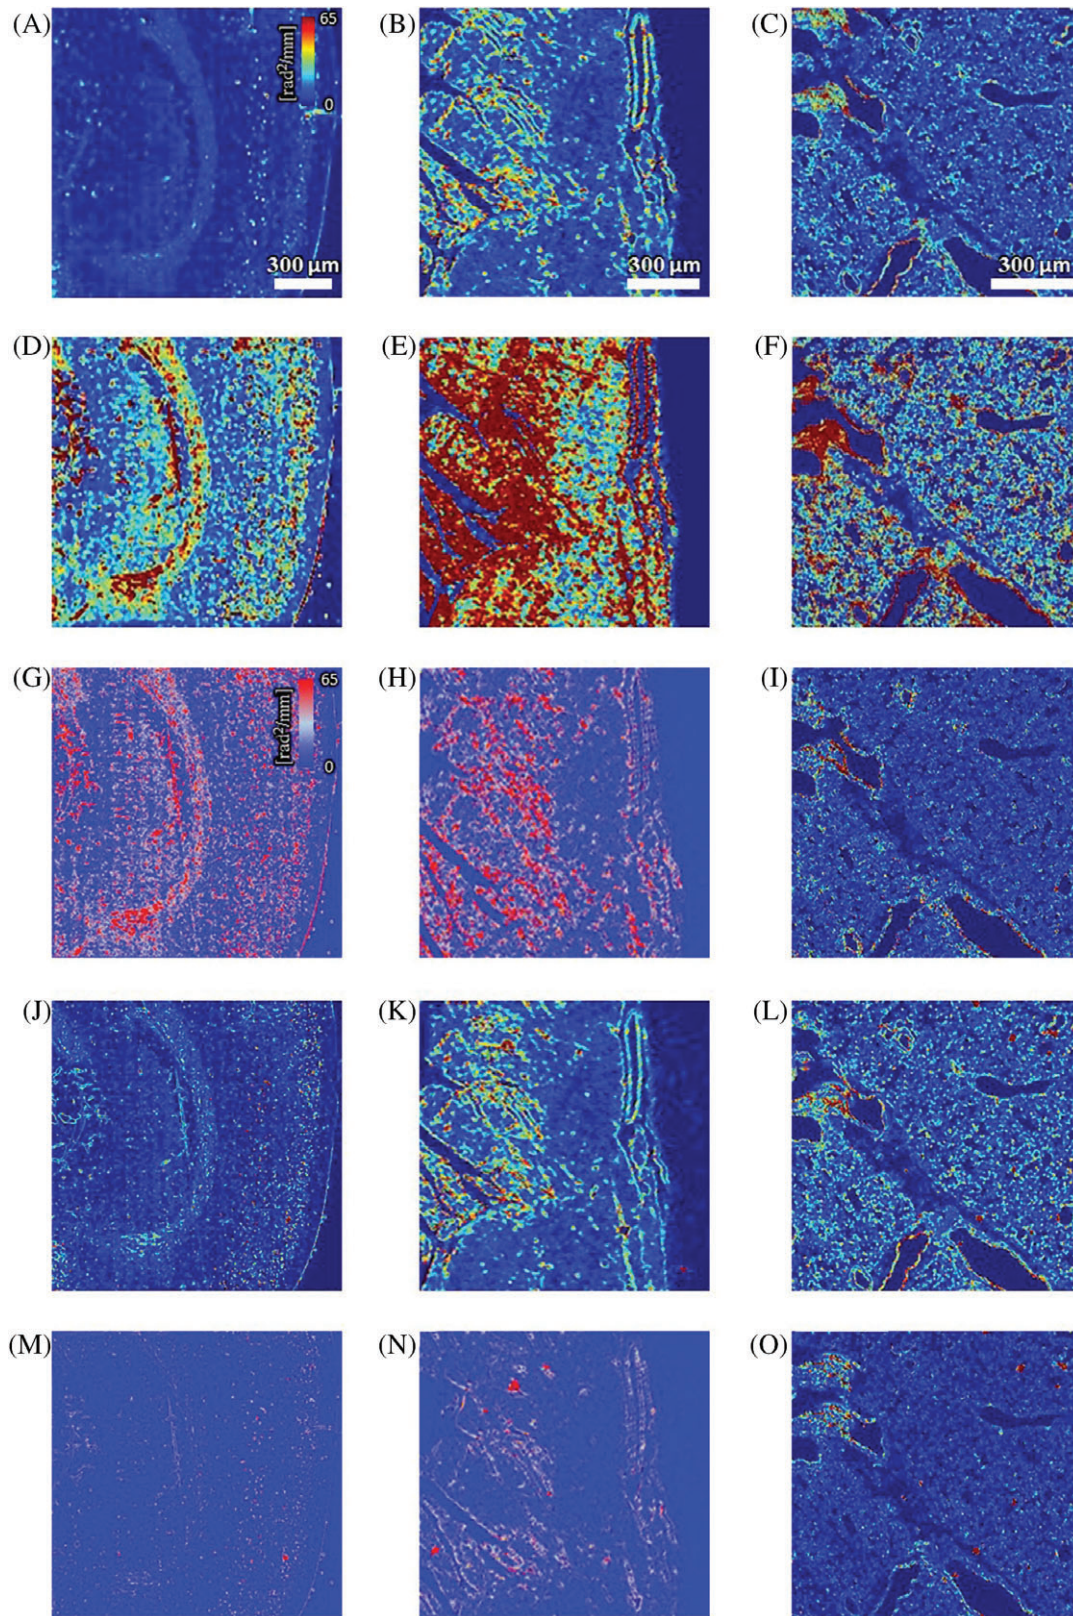 (A)
65
[rad²/mm]
0
300 μm
(B)
300 μm
(C)
300 μm
(D)
(E)
(F)
(G)
65
[rad²/mm]
0
(H)
(I)
(J)
(K)
(L)
(M)
(N)
(O)